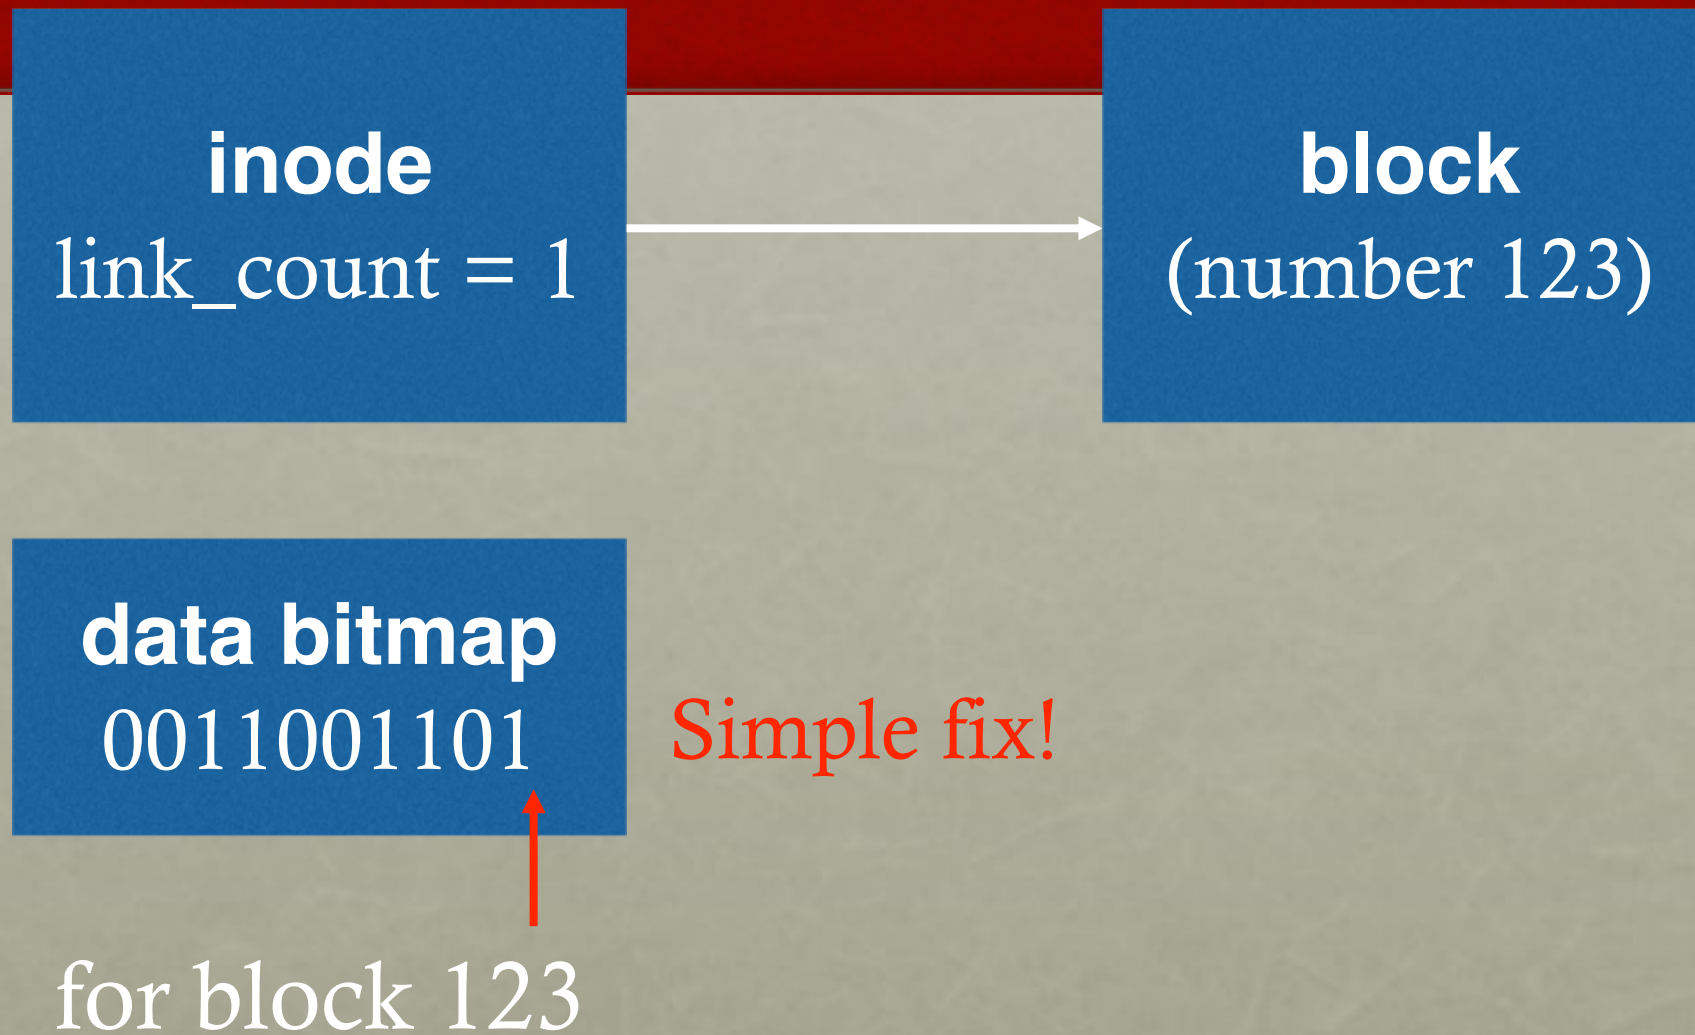 inode
link_count = 1
block
(number 123)
data bitmap
0011001101
Simple fix!
for block 123